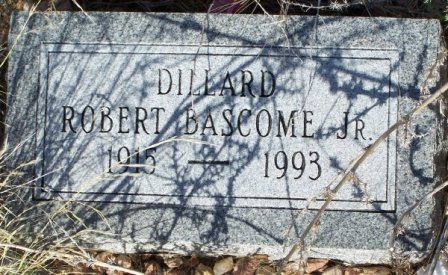 DILLARD
ROBERT BASCOME JR.
1915 — 1993